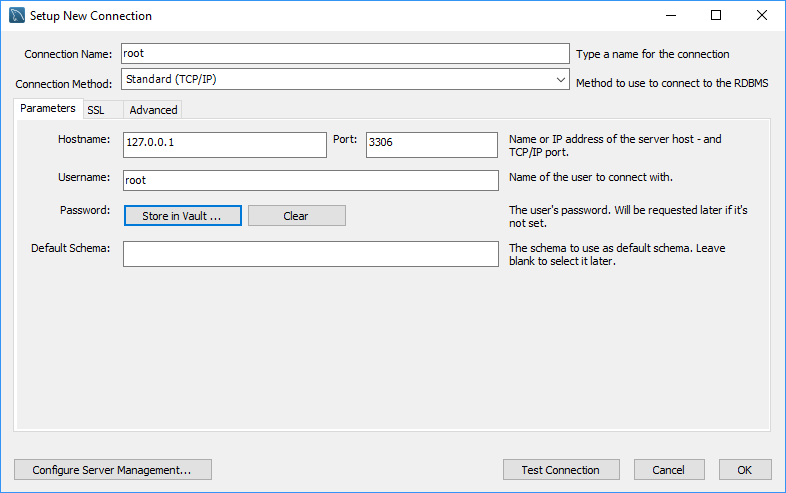 Setup New Connection
Connection Name: root Type a name for the connection
Connection Method: Standard (TCP/IP) Method to use to connect to the RDBMS
Parameters SSL Advanced
Hostname: 127.0.0.1 Port: 3306 Name or IP address of the server host - and
TCP/IP port.
Username: root Name of the user to connect with.
Password: Store in Vault ... Clear The user's password. Will be requested later if it's
not set.
Default Schema: The schema to use as default schema. Leave
blank to select it later.
Configure Server Management... Test Connection Cancel OK